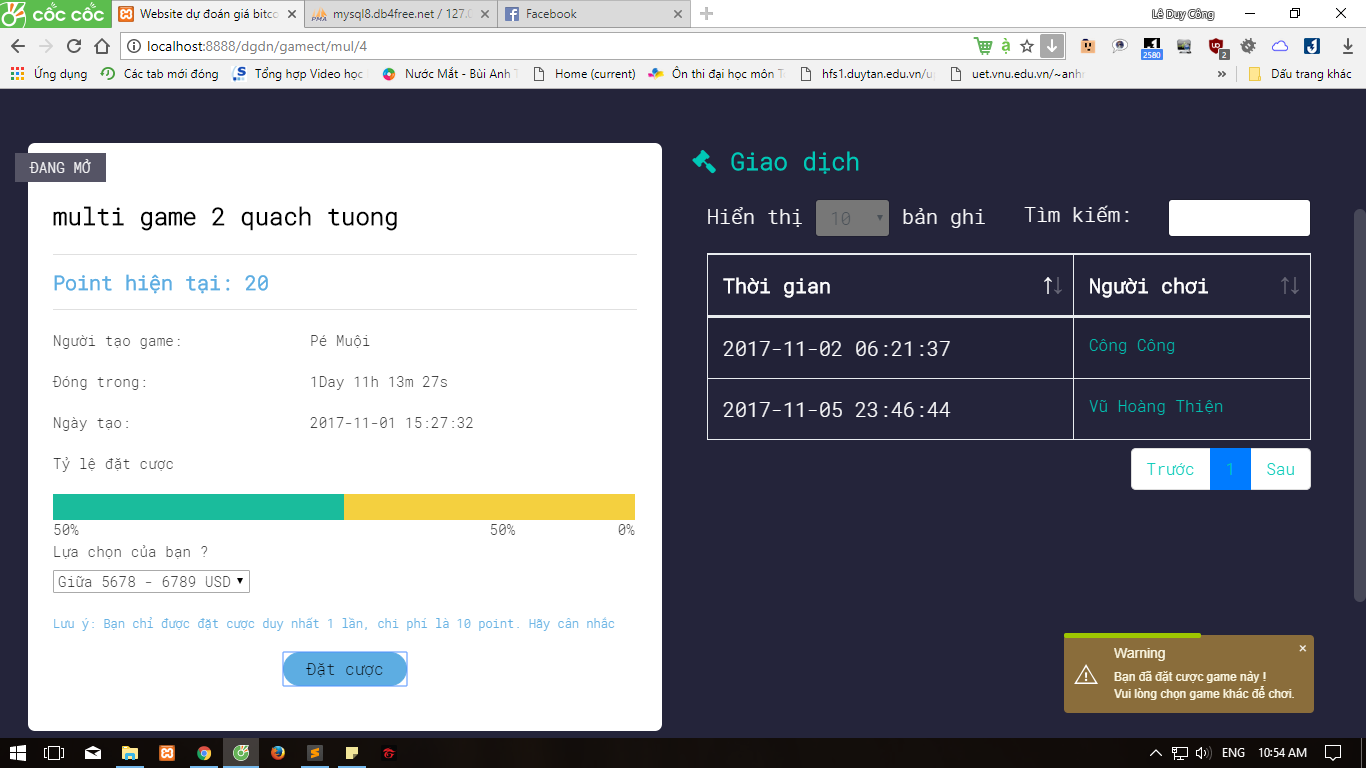 cốc cốc
Website dự đoán giá bitco
mysql8.db4free.net / 127.0
Facebook
Lê Duy Công
localhost:8888/dgdn/gamect/mul/4
2580
2
Ứng dụng
Các tab mới đóng
Tổng hợp Video học
Nước Mắt - Bùi Anh T
Home (current)
Ôn thi đại học môn
hfs1.duytan.edu.vn/u
uet.vnu.edu.vn/~anhr
»
Dấu trang khác
ĐANG MỞ
multi game 2 quach tuong
Point hiện tại: 20
Người tạo game: Pé Muội
Đóng trong: 1Day 11h 13m 27s
Ngày tạo: 2017-11-01 15:27:32
Tỷ lệ đặt cược
50% 50% 0%
Lựa chọn của bạn ?
Giữa 5678 - 6789 USD
Lưu ý: Bạn chỉ được đặt cược duy nhất 1 lần, chi phí là 10 point. Hãy cân nhắc
Đặt cược
Giao dịch
Hiển thị 10 bản ghi Tìm kiếm:
Thời gian Người chơi
2017-11-02 06:21:37 Công Công
2017-11-05 23:46:44 Vũ Hoàng Thiện
Trước 1 Sau
Warning
Bạn đã đặt cược game này !
Vui lòng chọn game khác để chơi.
ENG
10:54 AM